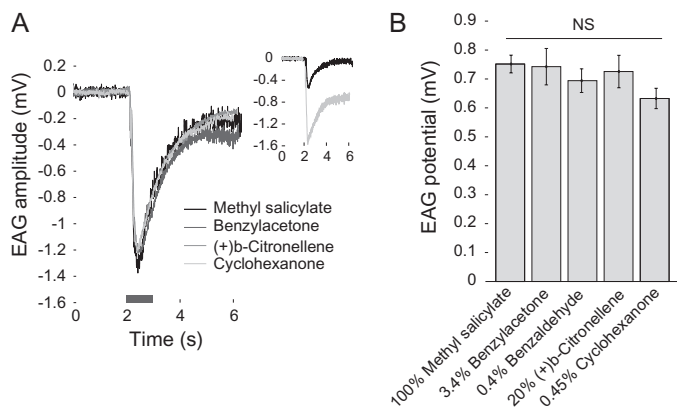 A
EAG amplitude (mV)
0.2
0
-0.2
-0.4
-0.6
-0.8
-1
-1.2
-1.4
-1.6
0 2 4 6
Time (s)
0
-0.4
-0.8
-1.2
-1.6
0 2 4 6
Methyl salicylate
Benzylacetone
(+)b-Citronellene
Cyclohexanone
B
NS
EAG potential (mV)
0.9
0.8
0.7
0.6
0.5
0.4
0.3
0.2
0.1
0
100% Methyl salicylate
3.4% Benzylacetone
0.4% Benzaldehyde
20% (+)b-Citronellene
0.45% Cyclohexanone